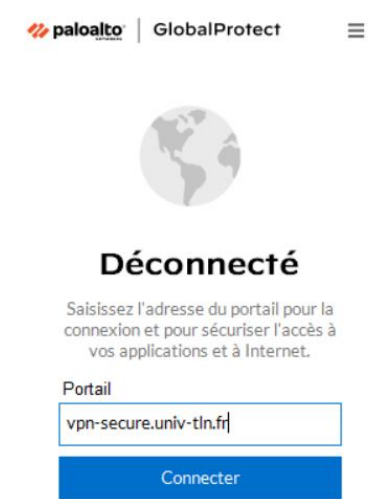 paloalto | GlobalProtect
Déconnecté
Saisissez l'adresse du portail pour la
connexion et pour sécuriser l'accès à
vos applications et à Internet.
Portail
vpn-secure.univ-tln.fr
Connecter